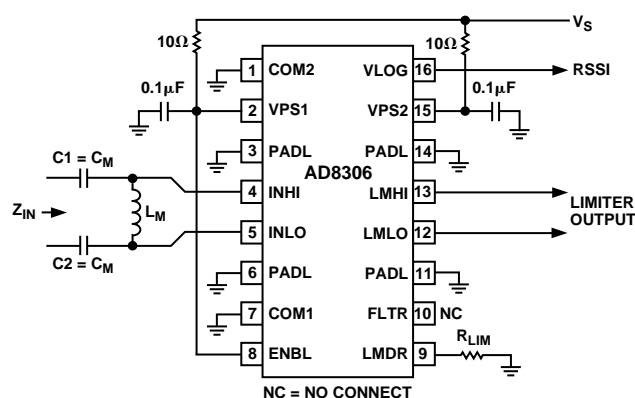 V_S
10Ω
10Ω
0.1μF
1 COM2
VLOG 16
RSSI
0.1μF
2 VPS1
VPS2 15
3 PADL
PADL 14
AD8306
C1 = C_M
4 INHI
LMHI 13
Z_IN
L_M
LIMITER
OUTPUT
5 INLO
LMLO 12
C2 = C_M
6 PADL
PADL 11
7 COM1
FLTR 10 NC
R_LIM
8 ENBL
LMDR 9
NC = NO CONNECT